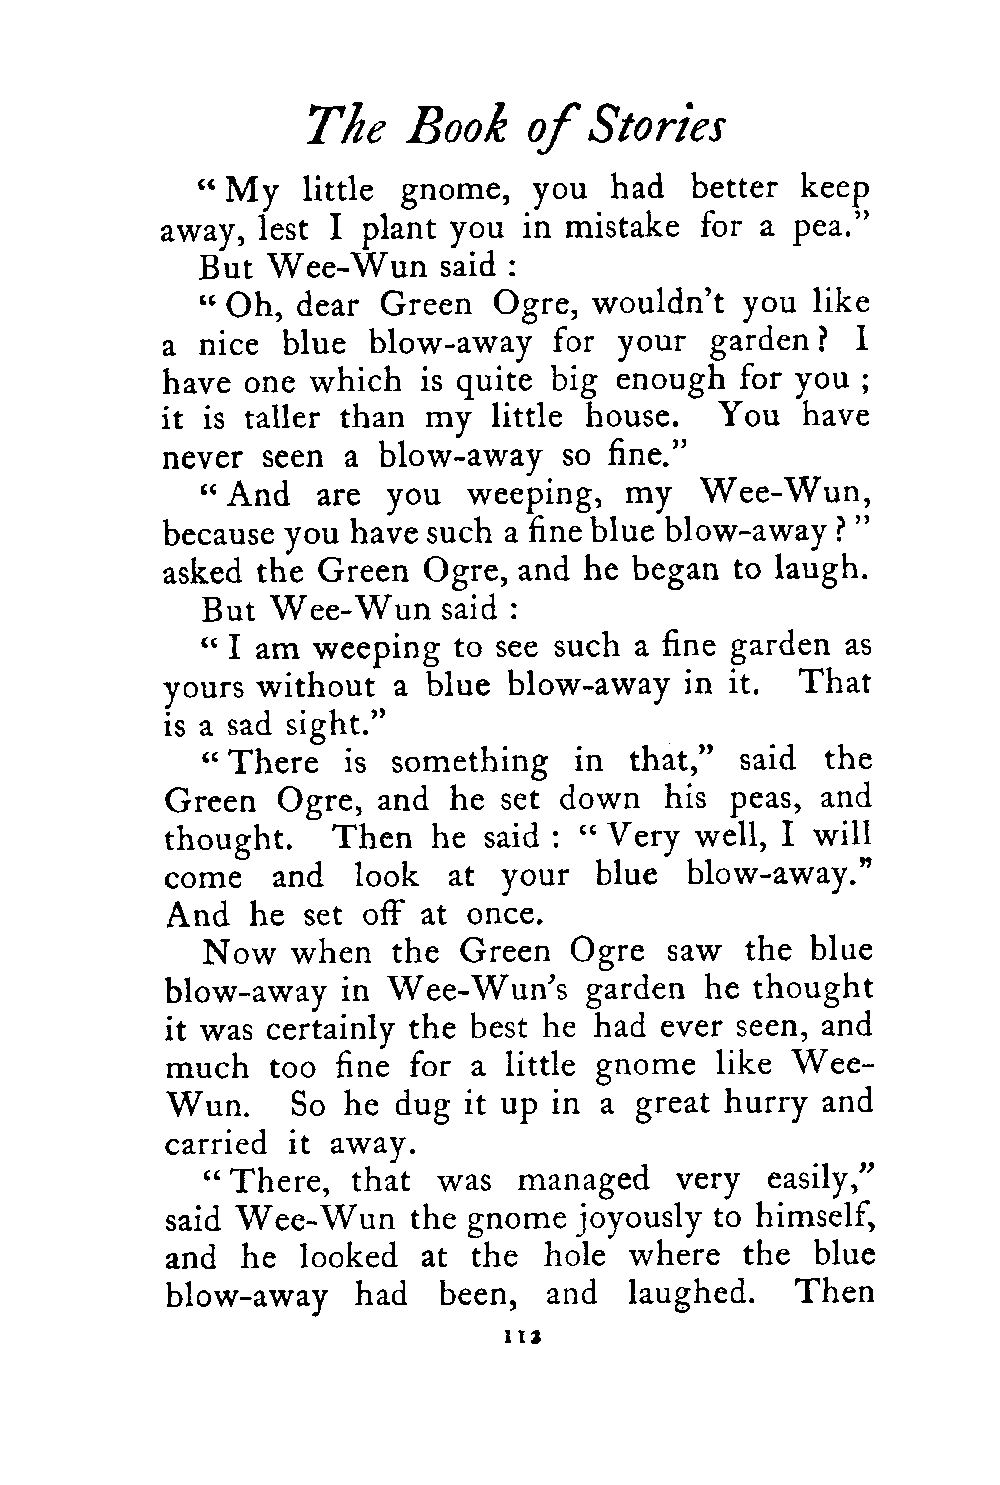 The Book of Stories
“ My little gnome, you had better keep
away, lest I plant you in mistake for a pea.”
But Wee-Wun said :
“ Oh, dear Green Ogre, wouldn’t you like
a nice blue blow-away for your garden ? I
have one which is quite big enough for you ;
it is taller than my little house. You have
never seen a blow-away so fine.”
“ And are you weeping, my Wee-Wun,
because you have such a fine blue blow-away ? ”
asked the Green Ogre, and he began to laugh.
But Wee-Wun said :
“ I am weeping to see such a fine garden as
yours without a blue blow-away in it. That
is a sad sight.”
“ There is something in that,” said the
Green Ogre, and he set down his peas, and
thought. Then he said : “ Very well, I will
come and look at your blue blow-away.”
And he set off at once.
Now when the Green Ogre saw the blue
blow-away in Wee-Wun’s garden he thought
it was certainly the best he had ever seen, and
much too fine for a little gnome like Wee-
Wun. So he dug it up in a great hurry and
carried it away.
“ There, that was managed very easily,”
said Wee-Wun the gnome joyously to himself,
and he looked at the hole where the blue
blow-away had been, and laughed. Then
112